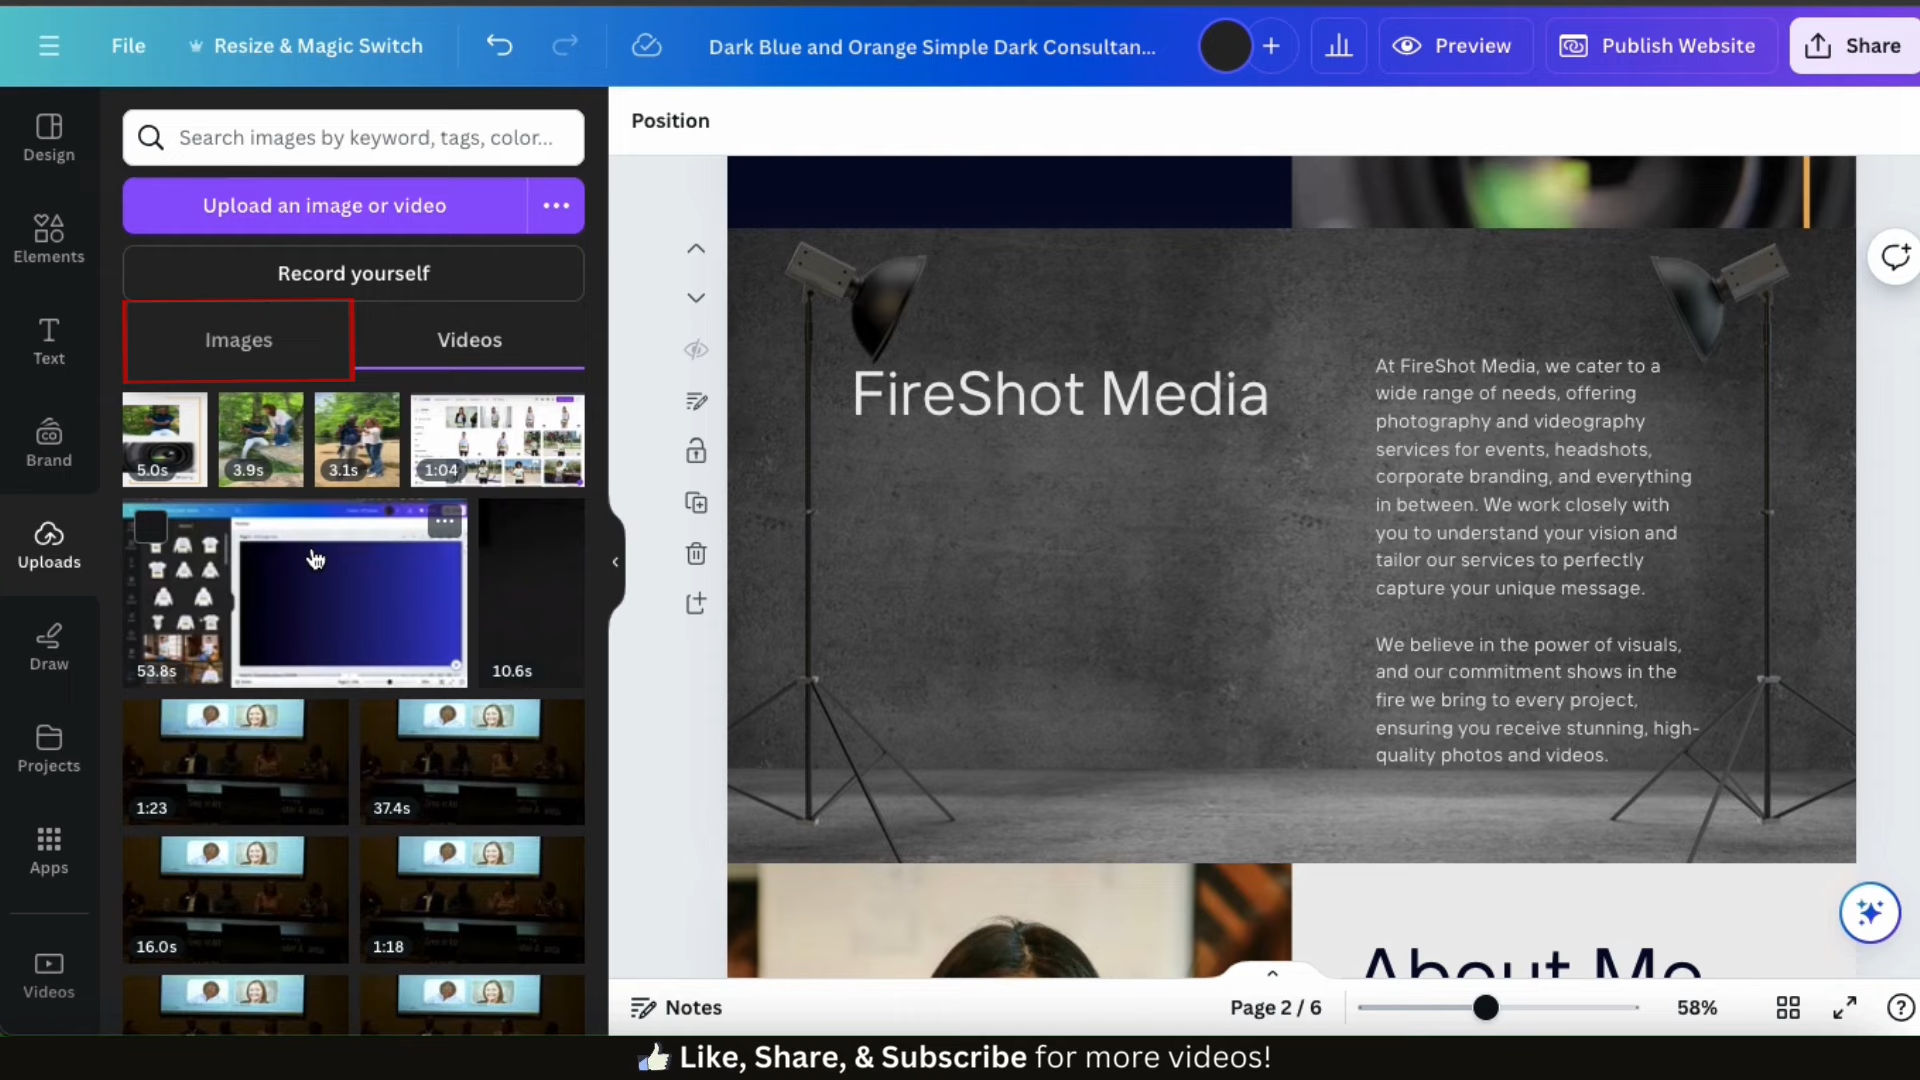 File
Resize & Magic Switch
Dark Blue and Orange Simple Dark Consultan...
Preview
Publish Website
Share
Design
Elements
Text
Brand
Uploads
Draw
Projects
Apps
Videos
Search images by keyword, tags, color...
Upload an image or video
Record yourself
Images
Videos
5.0s
3.9s
3.1s
1:04
53.8s
10.6s
1:23
37.4s
16.0s
1:18
Position
FireShot Media
At FireShot Media, we cater to a
wide range of needs, offering
photography and videography
services for events, headshots,
corporate branding, and everything
in between. We work closely with
you to understand your vision and
tailor our services to perfectly
capture your unique message.
We believe in the power of visuals,
and our commitment shows in the
fire we bring to every project,
ensuring you receive stunning, high-
quality photos and videos.
About Me
Notes
Page 2 / 6
58%
Like, Share, & Subscribe for more videos!